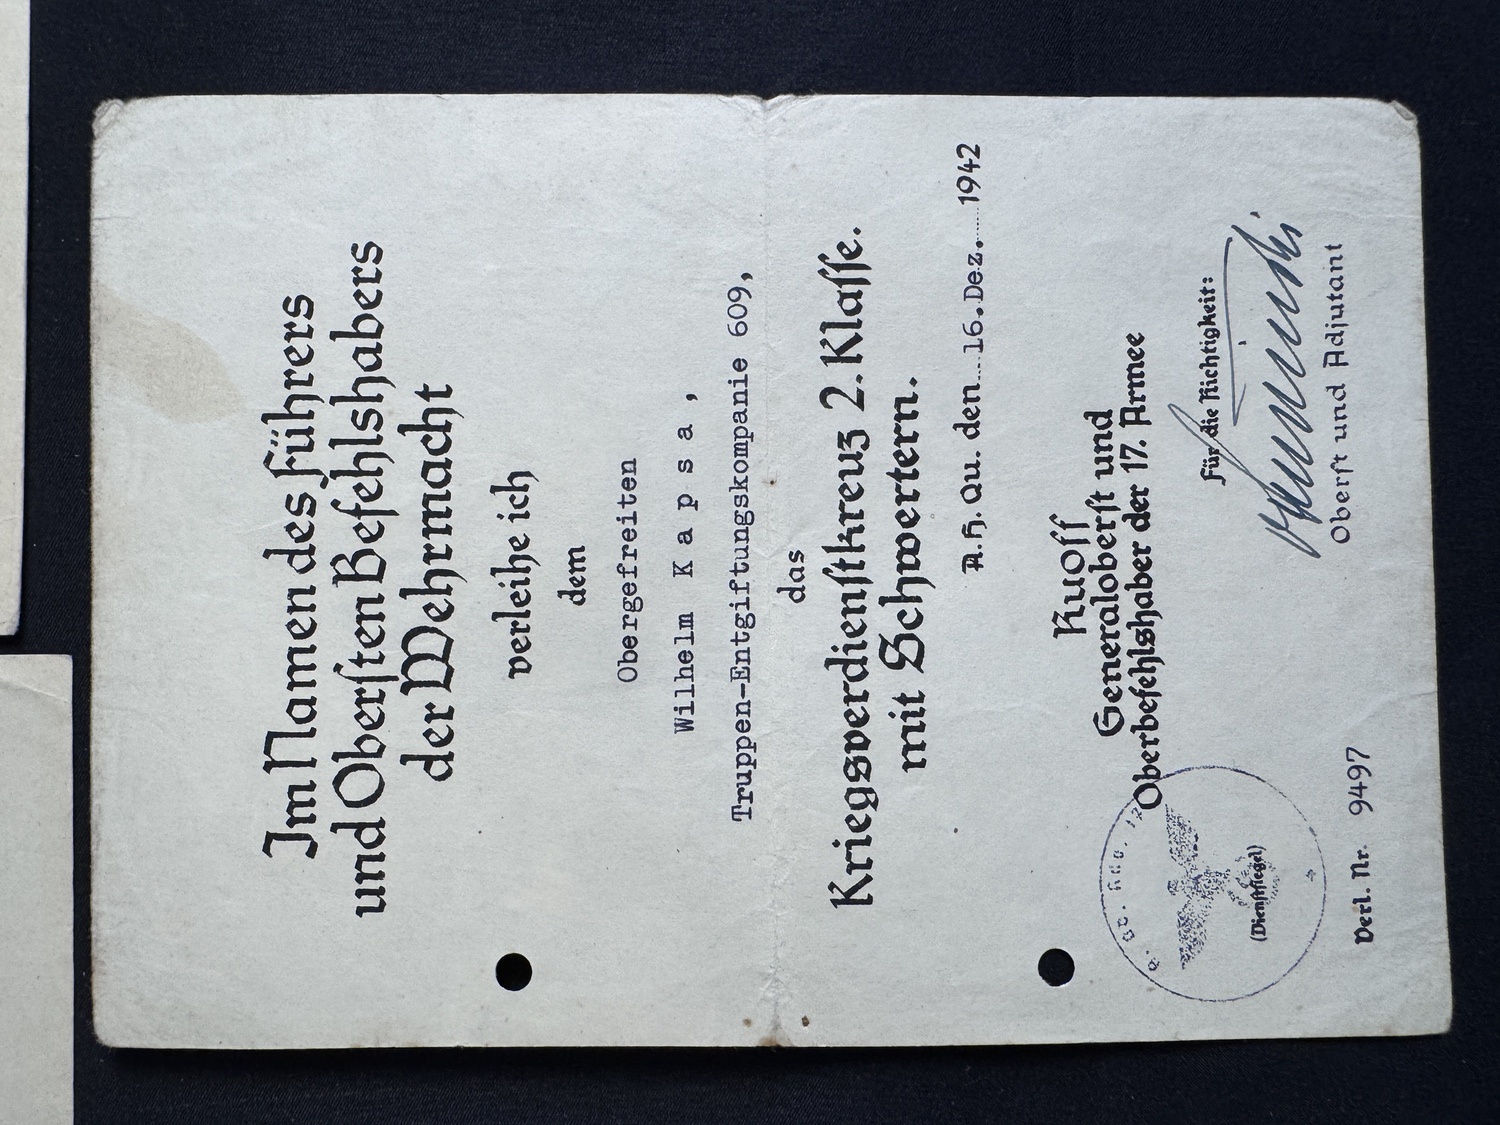 Im Namen des Führers
und Obersten Befehlshabers
der Wehrmacht
verleihe ich
dem
Obergefreiten
Wilhelm K a p s a ,
Truppen-Entgiftungskompanie 609,
das
Kriegsverdienſtkreuz 2. Klaſſe.
mit Schwertern.
A. H. Qu. den 16. Dez. 1942
Ruoff
Generaloberſt und
Oberbefehlshaber der 17. Armee
Für die Richtigkeit:
Oberſt und Adjutant
(Dienſtſiegel)
Verl. Nr. 9497